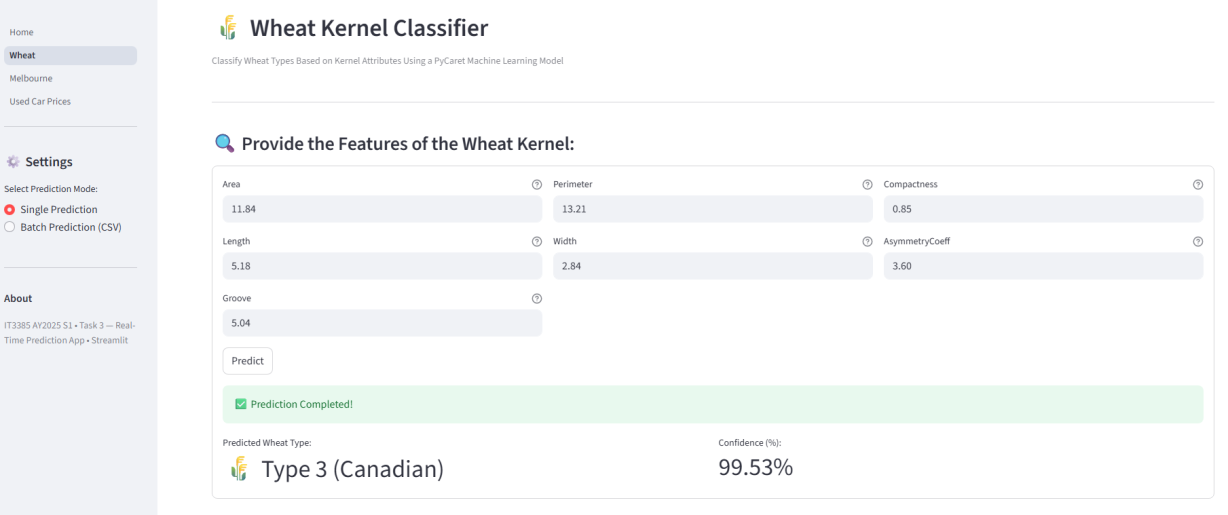 Home
Wheat
Melbourne
Used Car Prices
Settings
Select Prediction Mode:
Single Prediction
Batch Prediction (CSV)
About
IT3385 AY2025 S1 • Task 3 — Real-
Time Prediction App • Streamlit
Wheat Kernel Classifier
Classify Wheat Types Based on Kernel Attributes Using a PyCaret Machine Learning Model
Provide the Features of the Wheat Kernel:
Area
Perimeter
Compactness
11.84
13.21
0.85
Length
Width
AsymmetryCoeff
5.18
2.84
3.60
Groove
5.04
Predict
Prediction Completed!
Predicted Wheat Type:
Confidence (%):
Type 3 (Canadian)
99.53%